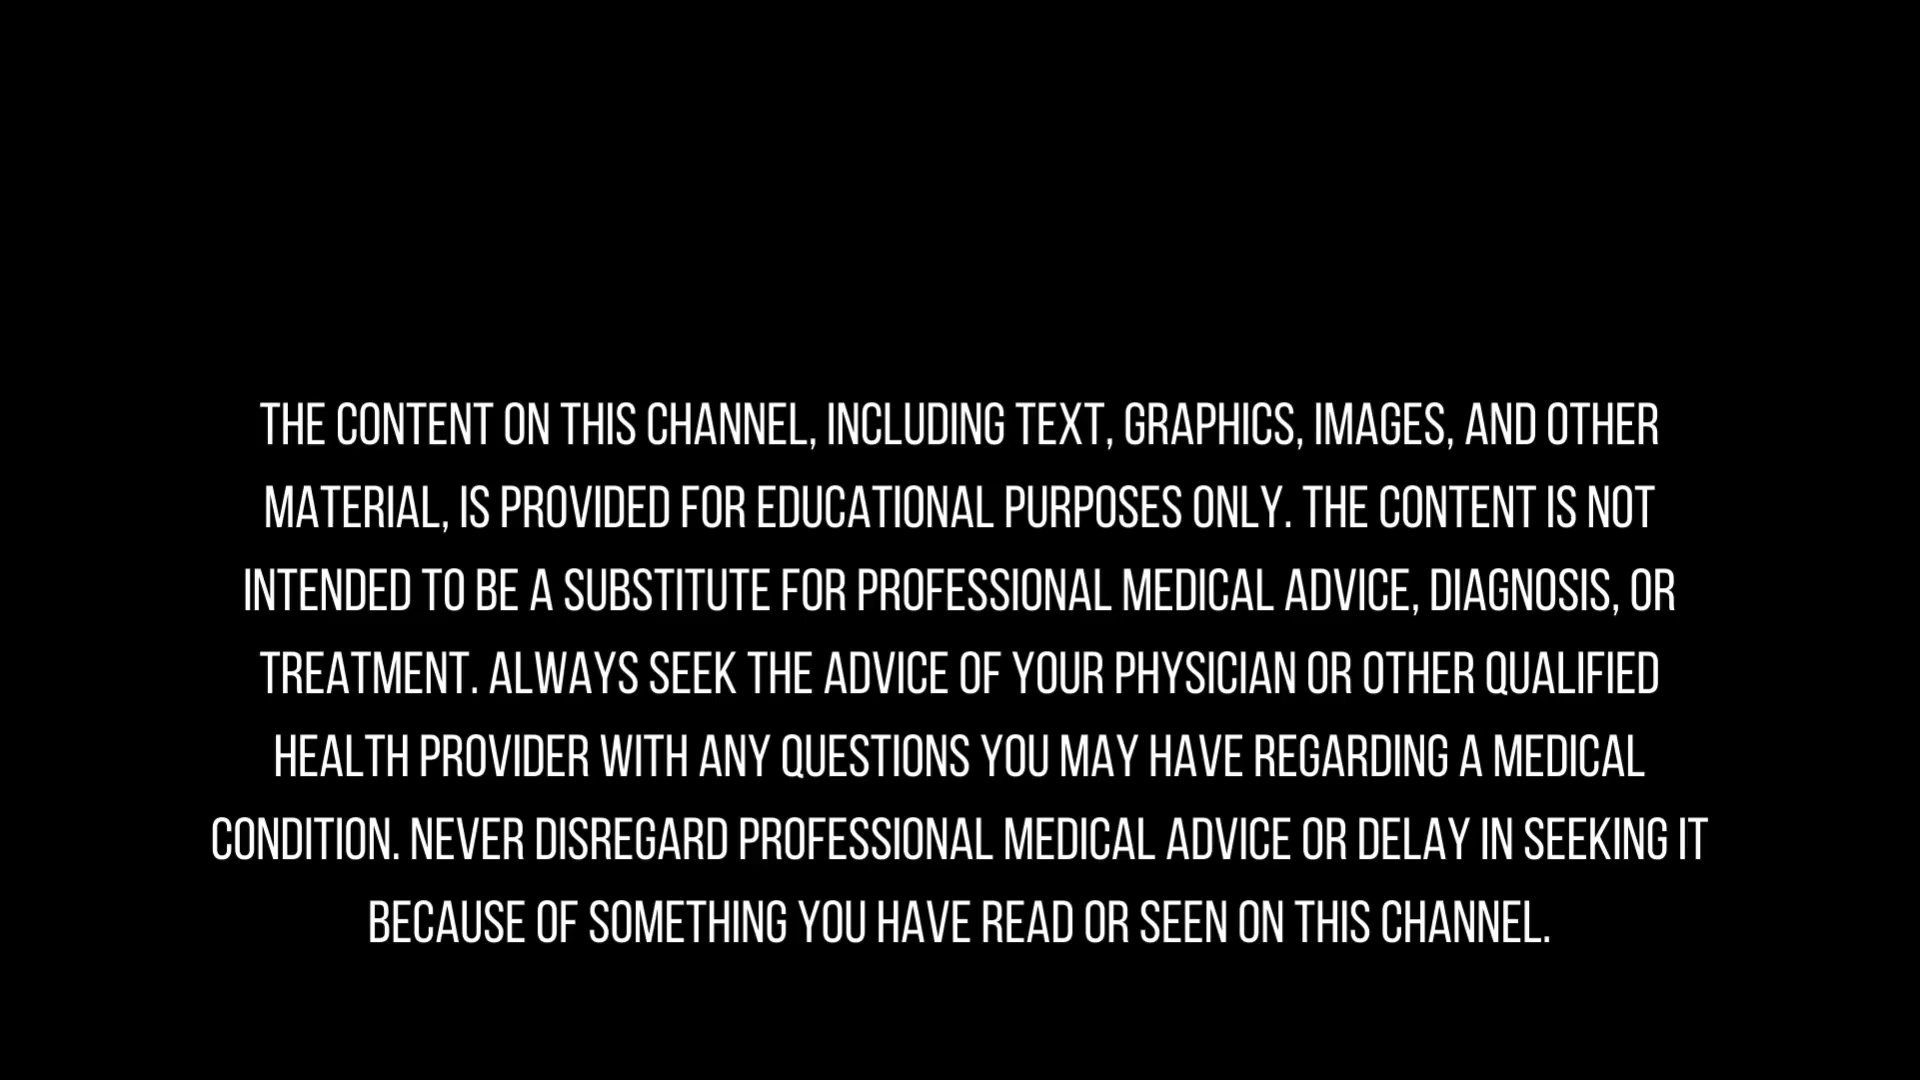 THE CONTENT ON THIS CHANNEL, INCLUDING TEXT, GRAPHICS, IMAGES, AND OTHER
MATERIAL, IS PROVIDED FOR EDUCATIONAL PURPOSES ONLY. THE CONTENT IS NOT
INTENDED TO BE A SUBSTITUTE FOR PROFESSIONAL MEDICAL ADVICE, DIAGNOSIS, OR
TREATMENT. ALWAYS SEEK THE ADVICE OF YOUR PHYSICIAN OR OTHER QUALIFIED
HEALTH PROVIDER WITH ANY QUESTIONS YOU MAY HAVE REGARDING A MEDICAL
CONDITION. NEVER DISREGARD PROFESSIONAL MEDICAL ADVICE OR DELAY IN SEEKING IT
BECAUSE OF SOMETHING YOU HAVE READ OR SEEN ON THIS CHANNEL.